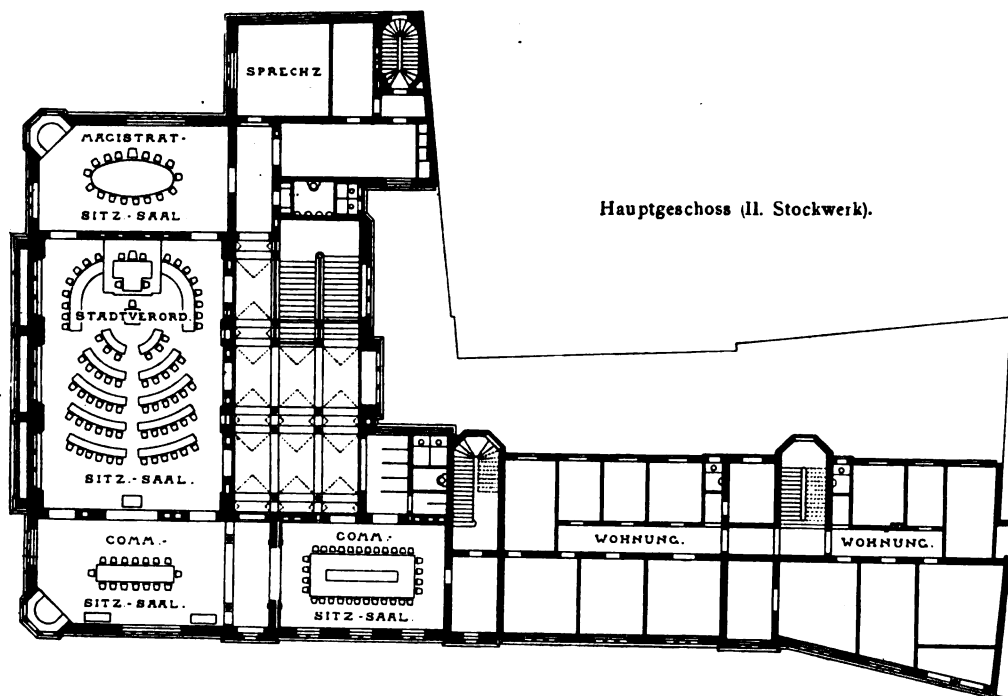 SPRECHZ
MAGISTRAT-
SITZ-SAAL
Hauptgeschoss (II. Stockwerk).
STADTVERORD.
SITZ.-SAAL.
COMM.-
SITZ.-SAAL.
COMM.-
SITZ-SAAL.
WOHNUNG.
WOHNUNG.